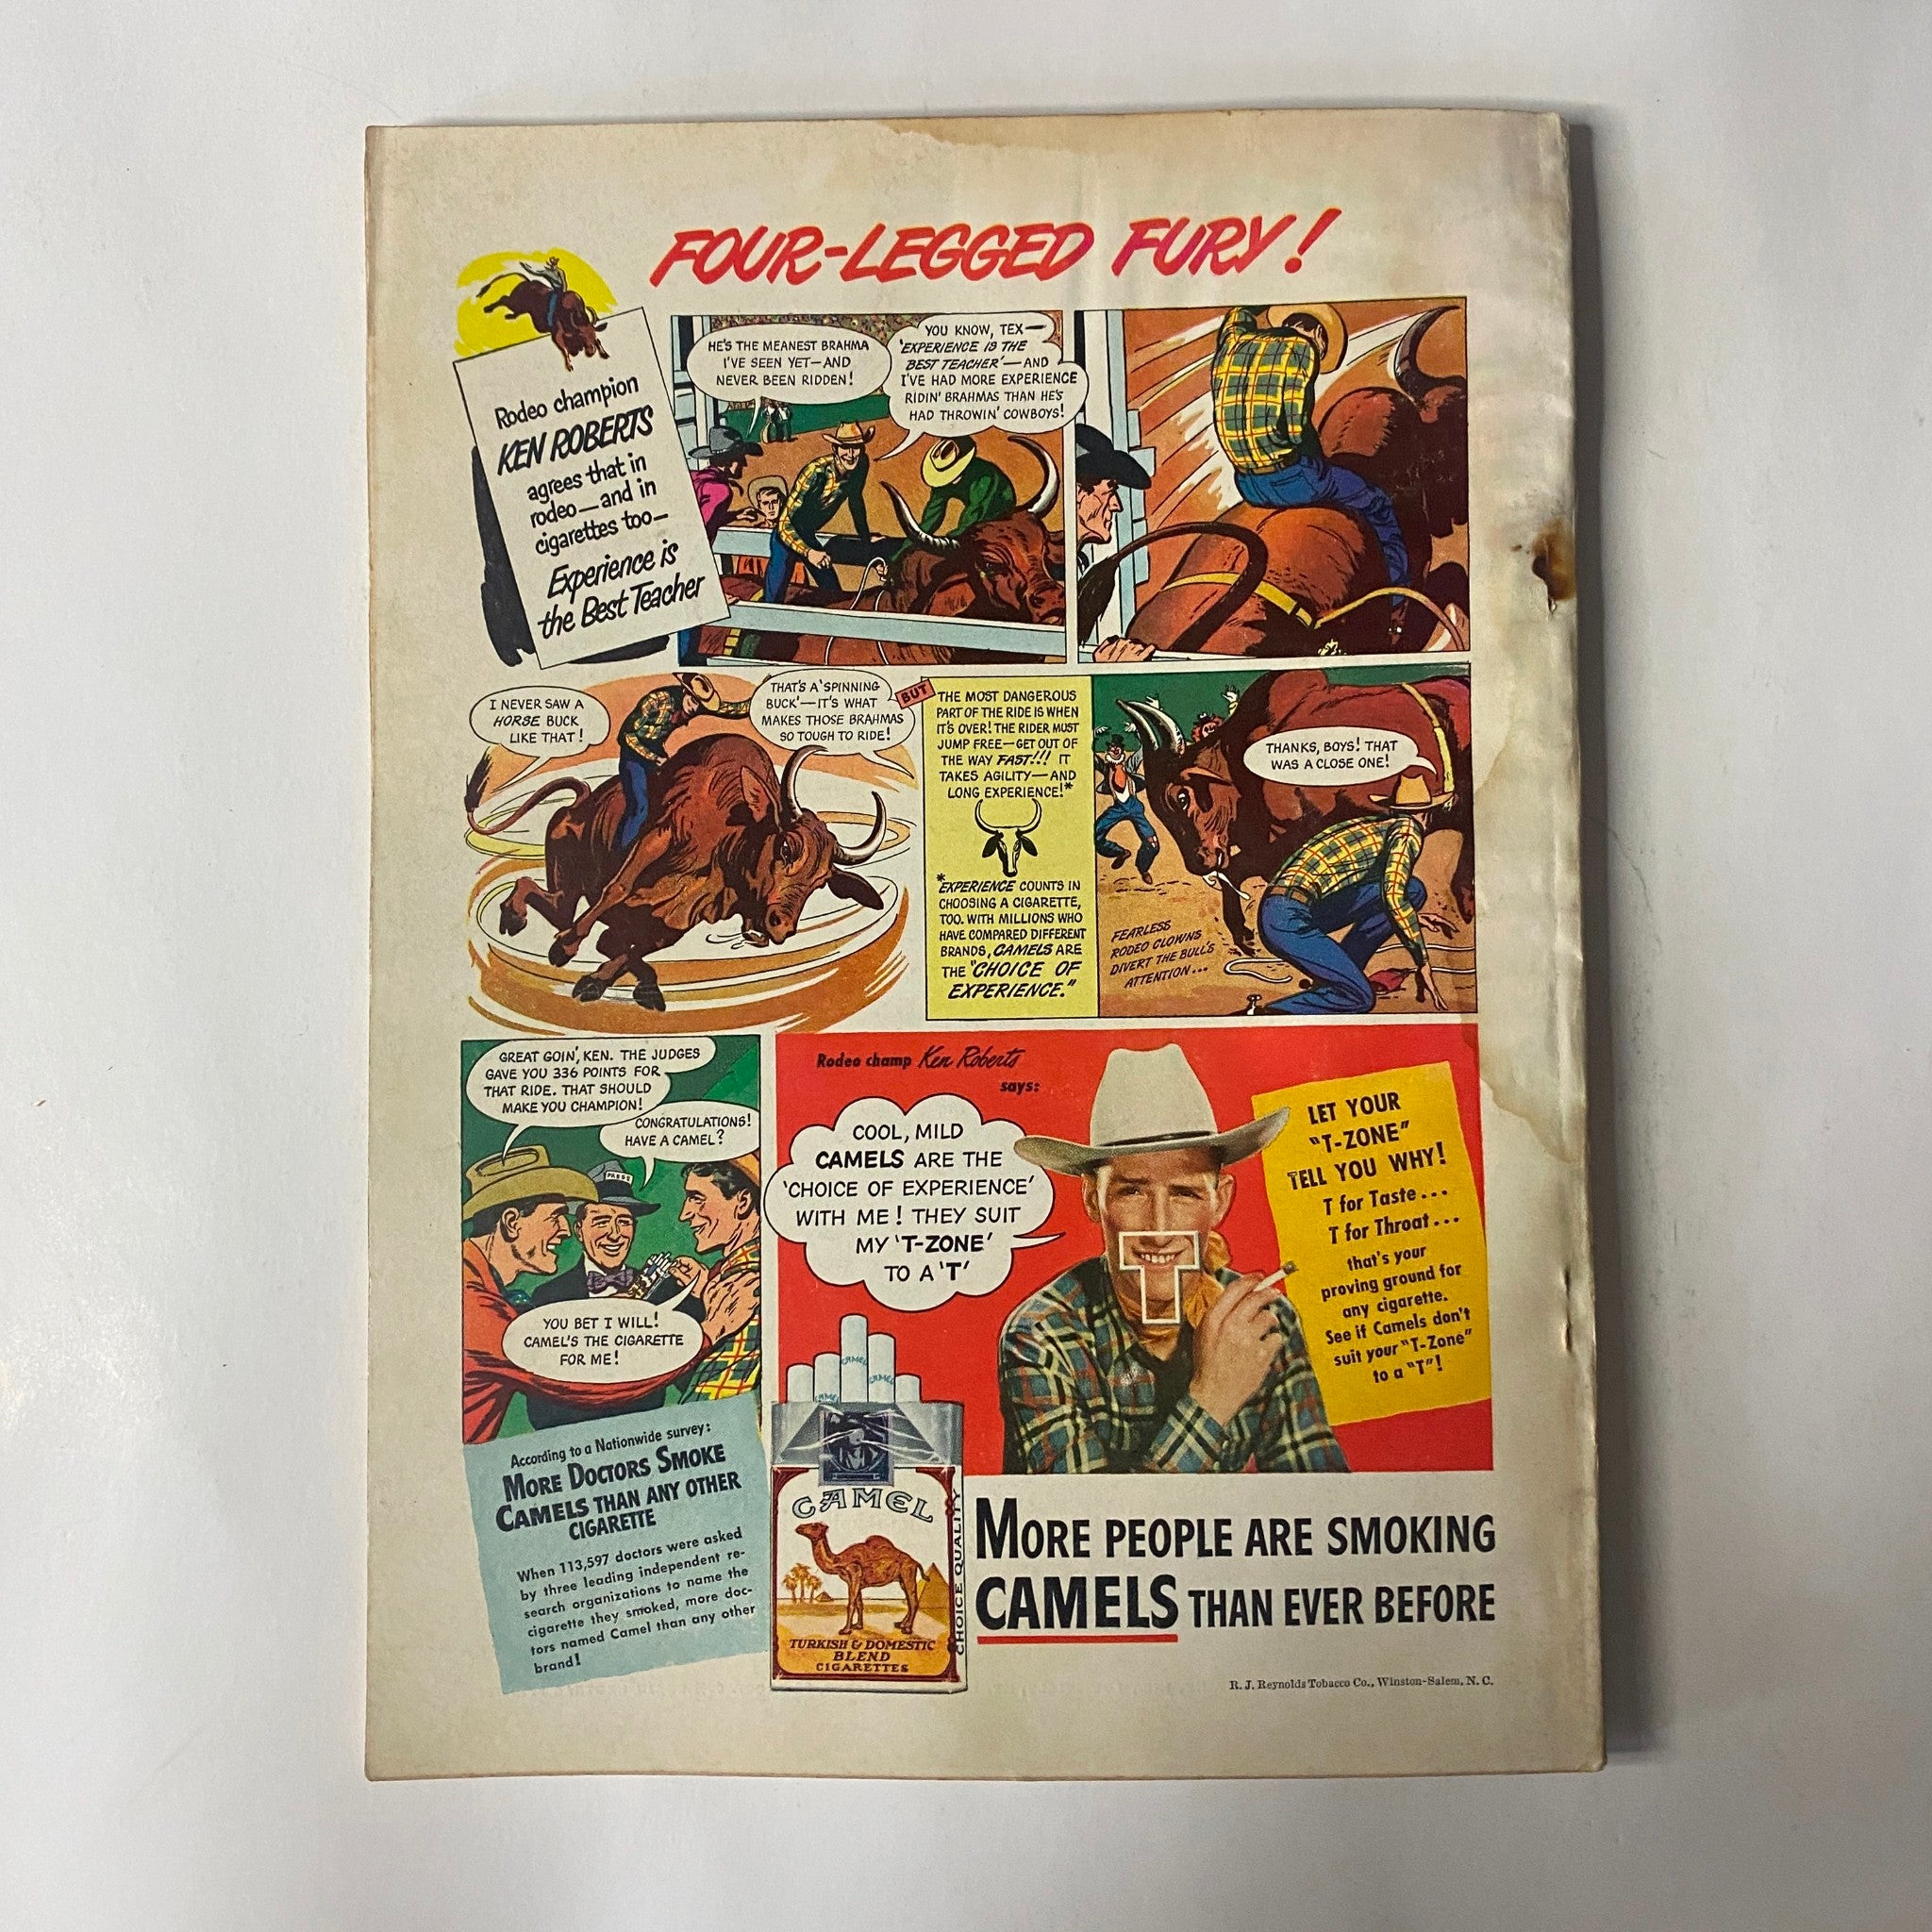 FOUR-LEGGED FURY!
Rodeo champion
KEN ROBERTS
agrees that in
rodeo—and in
cigarettes too—
Experience is
the Best Teacher
HE'S THE MEANEST BRAHMA
I'VE SEEN YET—AND
NEVER BEEN RIDDEN!
YOU KNOW, TEX—
'EXPERIENCE IS THE
BEST TEACHER'—AND
I'VE HAD MORE EXPERIENCE
RIDIN' BRAHMAS THAN HE'S
HAD THROWIN' COWBOYS!
I NEVER SAW A
HORSE BUCK
LIKE THAT!
THAT'S A 'SPINNING
BUCK'—IT'S WHAT
MAKES THOSE BRAHMAS
SO TOUGH TO RIDE!
BUT
THE MOST DANGEROUS
PART OF THE RIDE IS WHEN
IT'S OVER! THE RIDER MUST
JUMP FREE—GET OUT OF
THE WAY FAST!!! IT
TAKES AGILITY—AND
LONG EXPERIENCE!*
*EXPERIENCE COUNTS IN
CHOOSING A CIGARETTE,
TOO. WITH MILLIONS WHO
HAVE COMPARED DIFFERENT
BRANDS, CAMELS ARE
THE "CHOICE OF
EXPERIENCE."
THANKS, BOYS! THAT
WAS A CLOSE ONE!
FEARLESS
RODEO CLOWNS
DIVERT THE BULL'S
ATTENTION...
GREAT GOIN', KEN. THE JUDGES
GAVE YOU 336 POINTS FOR
THAT RIDE. THAT SHOULD
MAKE YOU CHAMPION!
CONGRATULATIONS!
HAVE A CAMEL?
PRESS
YOU BET I WILL!
CAMEL'S THE CIGARETTE
FOR ME!
Rodeo champ Ken Roberts
says:
COOL, MILD
CAMELS ARE THE
'CHOICE OF EXPERIENCE'
WITH ME! THEY SUIT
MY 'T-ZONE'
TO A 'T'
T
LET YOUR
"T-ZONE"
TELL YOU WHY!
T for Taste...
T for Throat...
that's your
proving ground for
any cigarette.
See if Camels don't
suit your "T-Zone"
to a "T"!
According to a Nationwide survey:
MORE DOCTORS SMOKE
CAMELS THAN ANY OTHER
CIGARETTE
When 113,597 doctors were asked
by three leading independent re-
search organizations to name the
cigarette they smoked, more doc-
tors named Camel than any other
brand!
CAMEL
CAMEL
CAMEL
CAMEL
TURKISH & DOMESTIC
BLEND
CIGARETTES
CHOICE QUALITY
MORE PEOPLE ARE SMOKING
CAMELS THAN EVER BEFORE
R. J. Reynolds Tobacco Co., Winston-Salem, N. C.